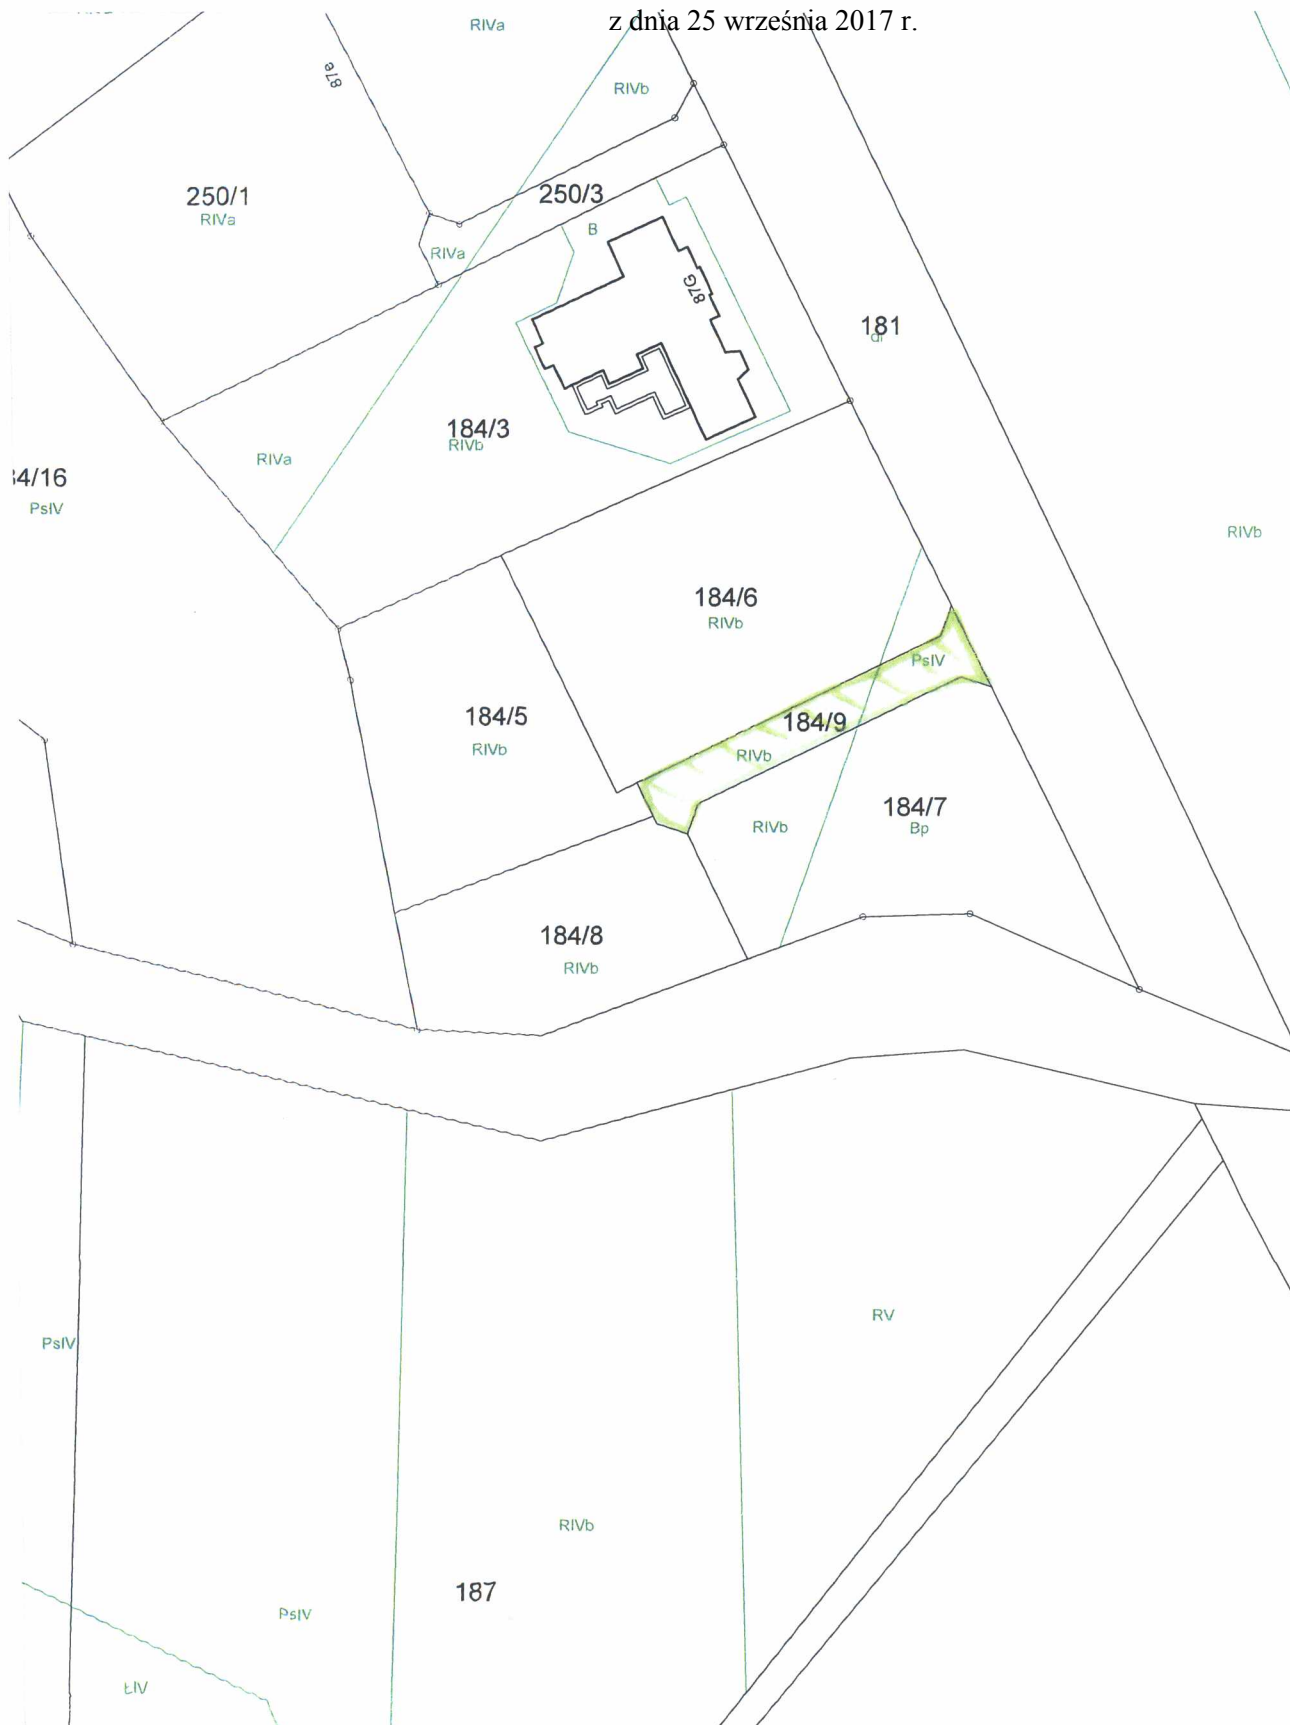 z dnia 25 września 2017 r.
RIVa
87e
RIVb
250/1
RIVa
250/3
B
RIVa
87G
181
dr
184/3
RIVb
RIVa
34/16
PsIV
RIVb
184/6
RIVb
PsIV
184/5
RIVb
184/9
RIVb
184/7
Bp
RIVb
184/8
RIVb
RV
PsIV
RIVb
187
PsIV
ŁIV